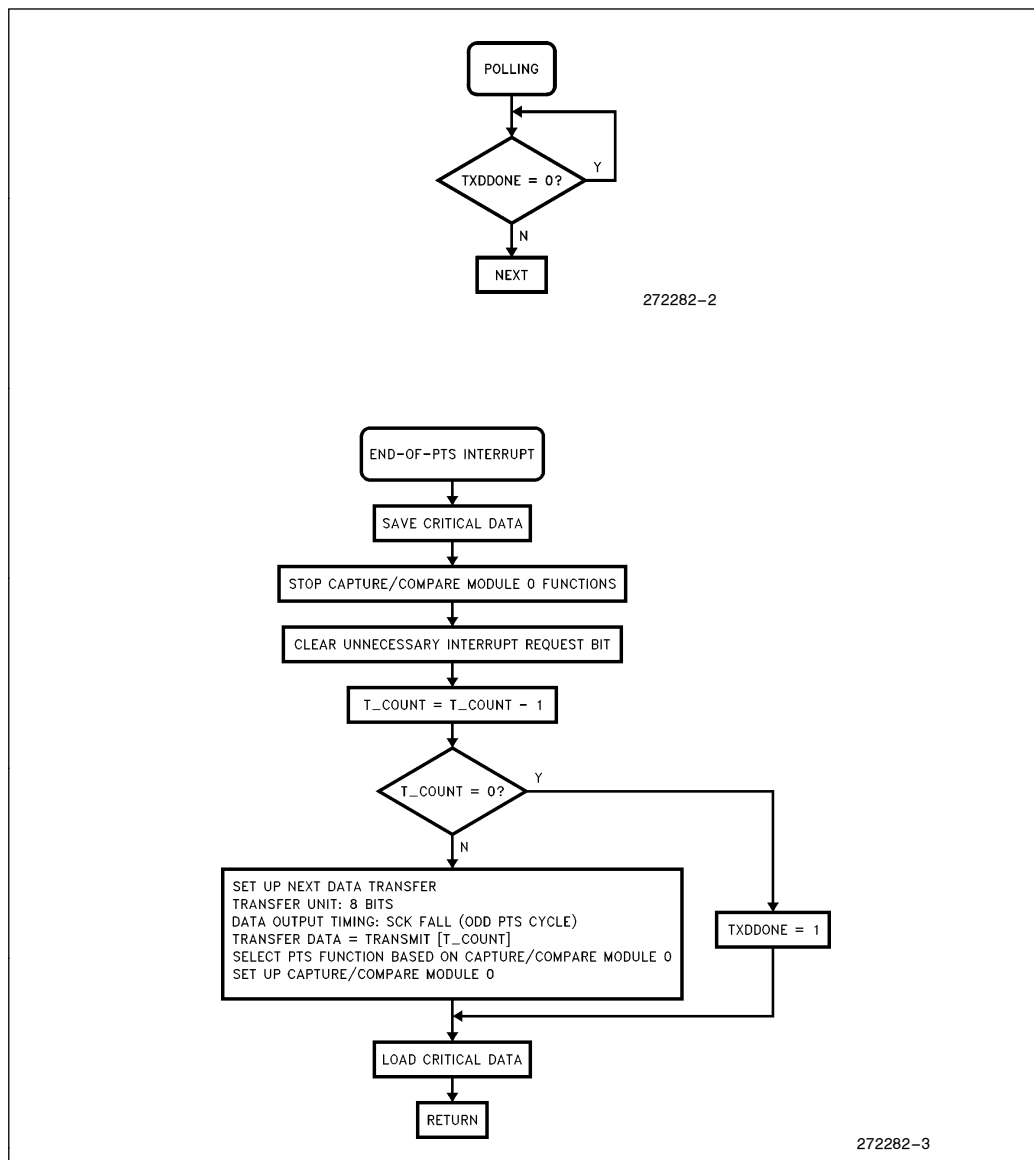 POLLING
TXDDONE = 0?
Y
N
NEXT
272282-2
END-OF-PTS INTERRUPT
SAVE CRITICAL DATA
STOP CAPTURE/COMPARE MODULE 0 FUNCTIONS
CLEAR UNNECESSARY INTERRUPT REQUEST BIT
T_COUNT = T_COUNT - 1
T_COUNT = 0?
Y
N
SET UP NEXT DATA TRANSFER
TRANSFER UNIT: 8 BITS
DATA OUTPUT TIMING: SCK FALL (ODD PTS CYCLE)
TRANSFER DATA = TRANSMIT [T_COUNT]
SELECT PTS FUNCTION BASED ON CAPTURE/COMPARE MODULE 0
SET UP CAPTURE/COMPARE MODULE 0
TXDDONE = 1
LOAD CRITICAL DATA
RETURN
272282-3